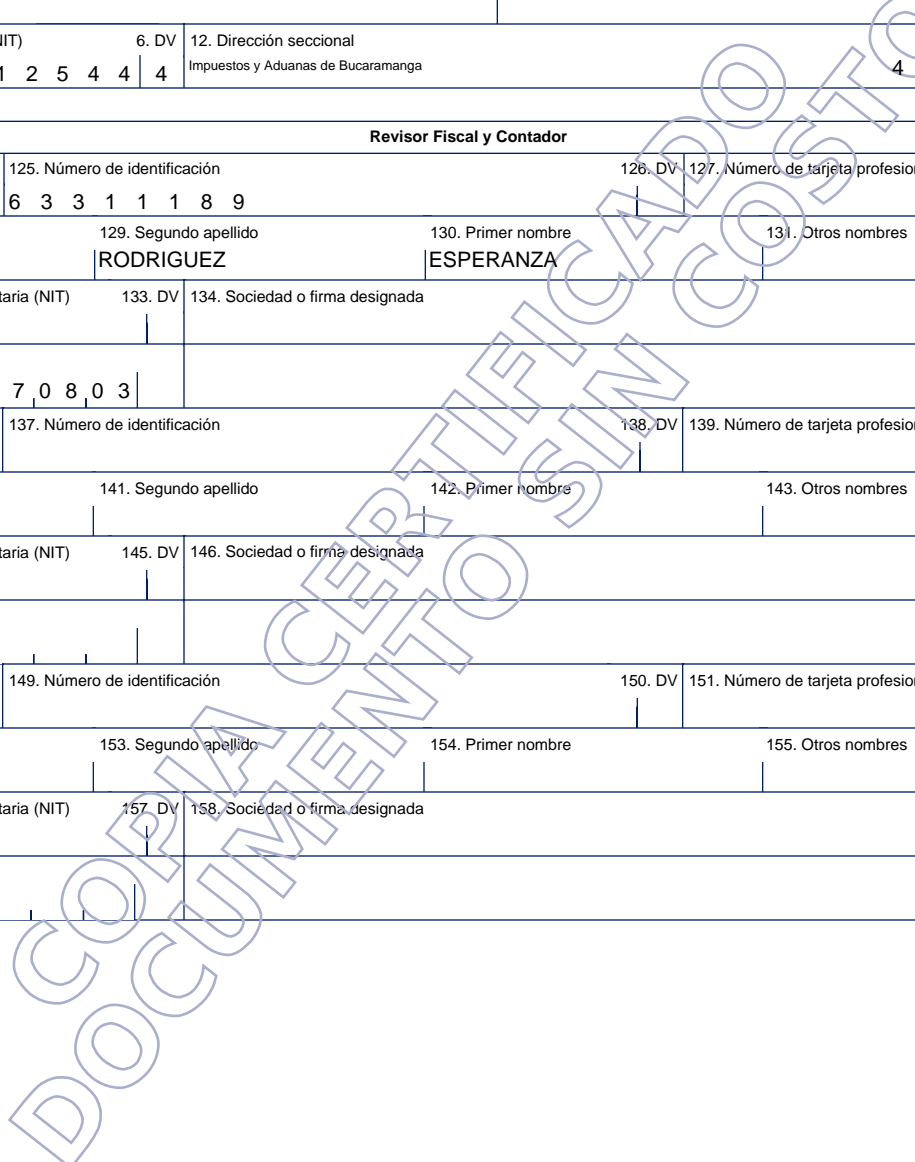 NIT) 6. DV 12. Dirección seccional
1 2 5 4 4 4 Impuestos y Aduanas de Bucaramanga 4
Revisor Fiscal y Contador
125. Número de identificación 126. DV 127. Número de tarjeta profesion
6 3 3 1 1 1 8 9
129. Segundo apellido 130. Primer nombre 131. Otros nombres
RODRIGUEZ ESPERANZA
taria (NIT) 133. DV 134. Sociedad o firma designada
7 0 8 0 3
137. Número de identificación 138. DV 139. Número de tarjeta profesion
141. Segundo apellido 142. Primer nombre 143. Otros nombres
taria (NIT) 145. DV 146. Sociedad o firma designada
149. Número de identificación 150. DV 151. Número de tarjeta profesion
153. Segundo apellido 154. Primer nombre 155. Otros nombres
taria (NIT) 157. DV 158. Sociedad o firma designada
COPIA CERTIFICADO
DOCUMENTO SIN COSTO